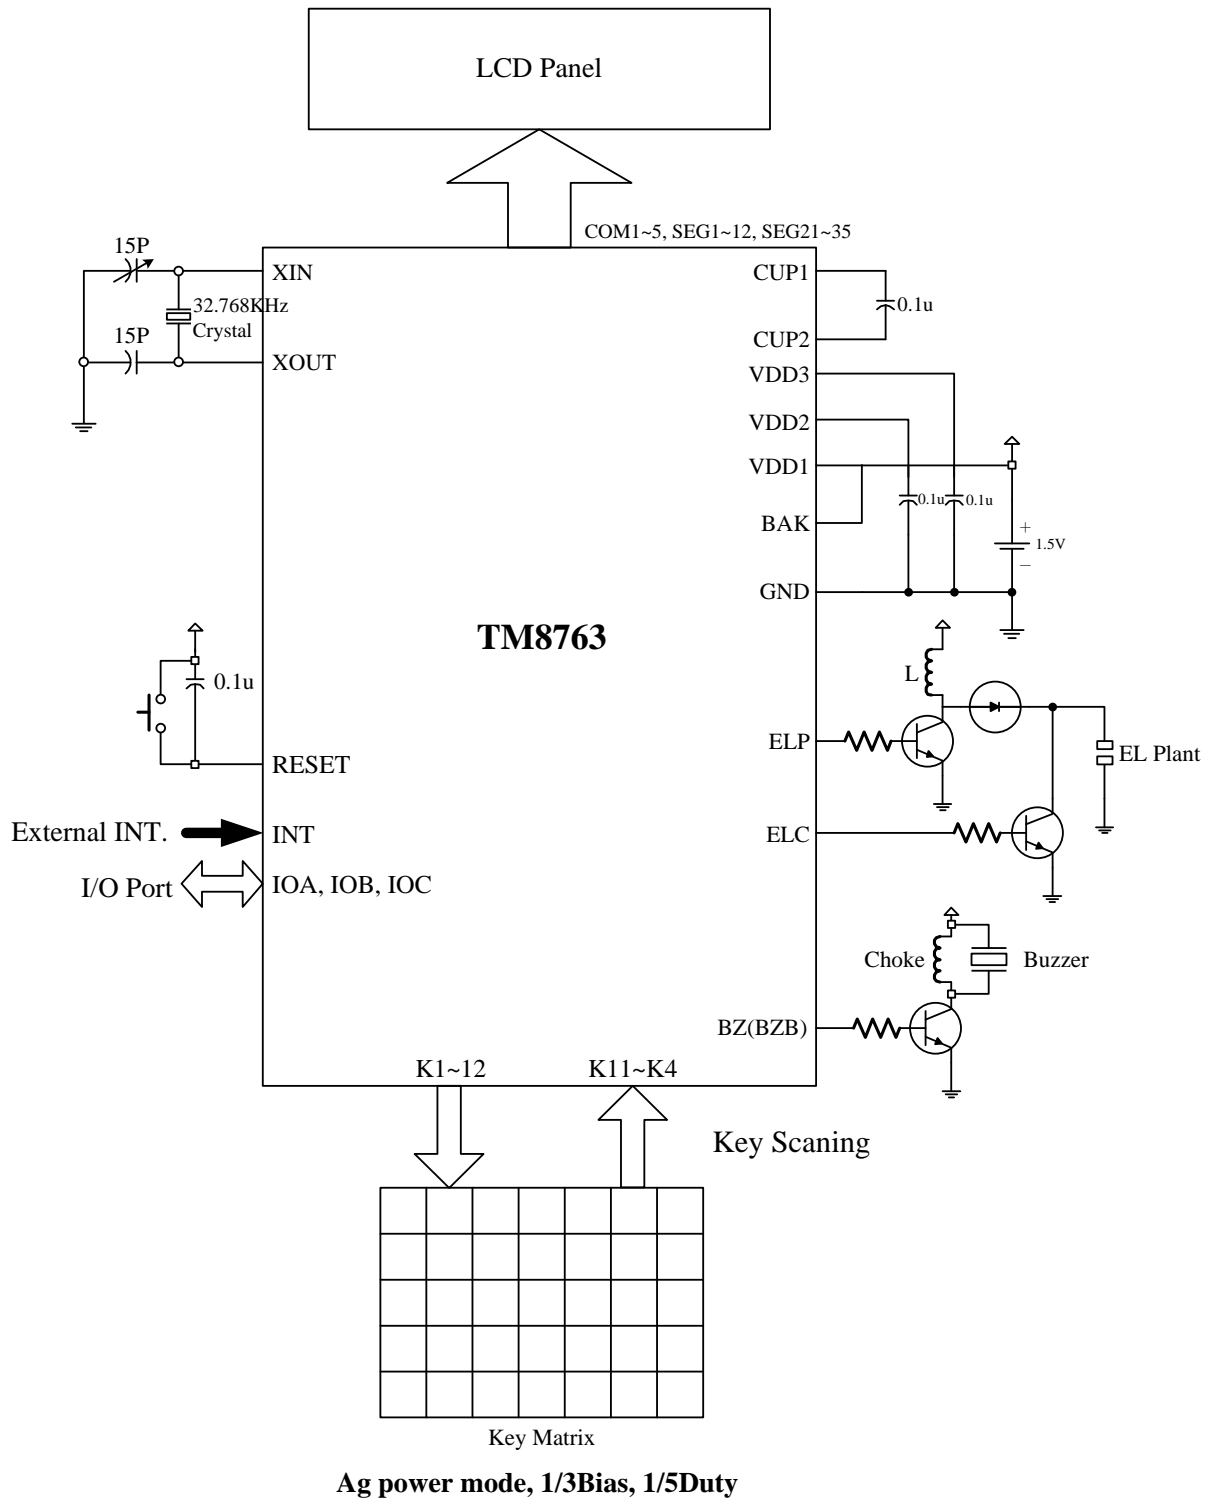 LCD Panel
COM1~5, SEG1~12, SEG21~35
15P
XIN
CUP1
32.768KHz
Crystal
0.1u
15P
CUP2
XOUT
VDD3
VDD2
VDD1
0.1u
0.1u
BAK
+
1.5V
−
GND
TM8763
L
0.1u
ELP
EL Plant
RESET
External INT.
INT
ELC
I/O Port
IOA, IOB, IOC
Choke
Buzzer
BZ(BZB)
K1~12
K11~K4
Key Scaning
Key Matrix
Ag power mode, 1/3Bias, 1/5Duty